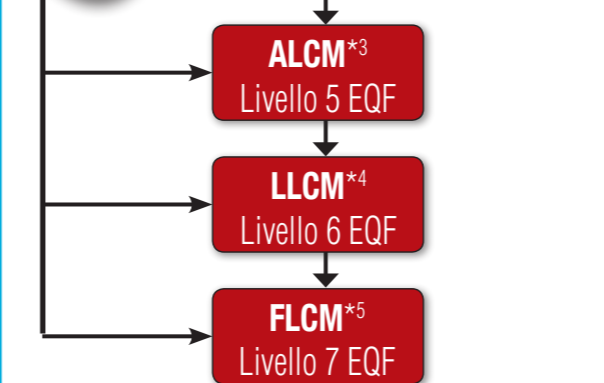 ALCM*3
Livello 5 EQF
LLCM*4
Livello 6 EQF
FLCM*5
Livello 7 EQF